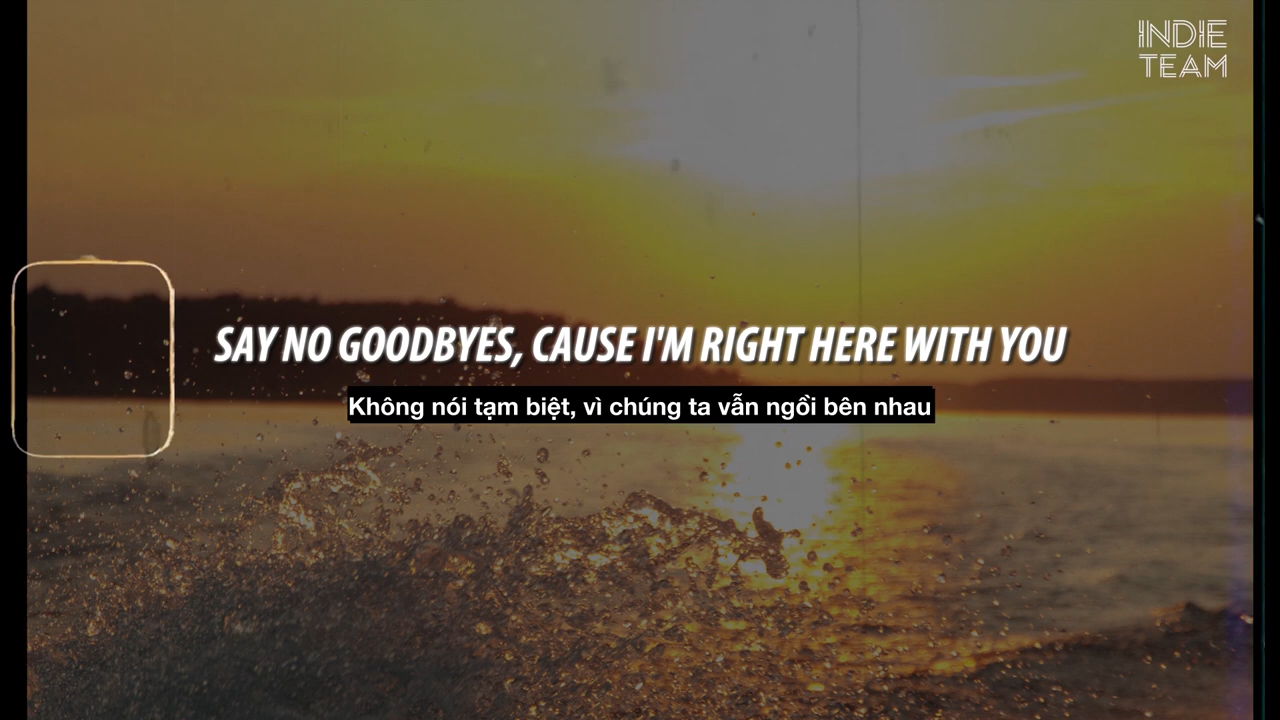 INDIE
TEAM
SAY NO GOODBYES, CAUSE I'M RIGHT HERE WITH YOU
Không nói tạm biệt, vì chúng ta vẫn ngồi bên nhau